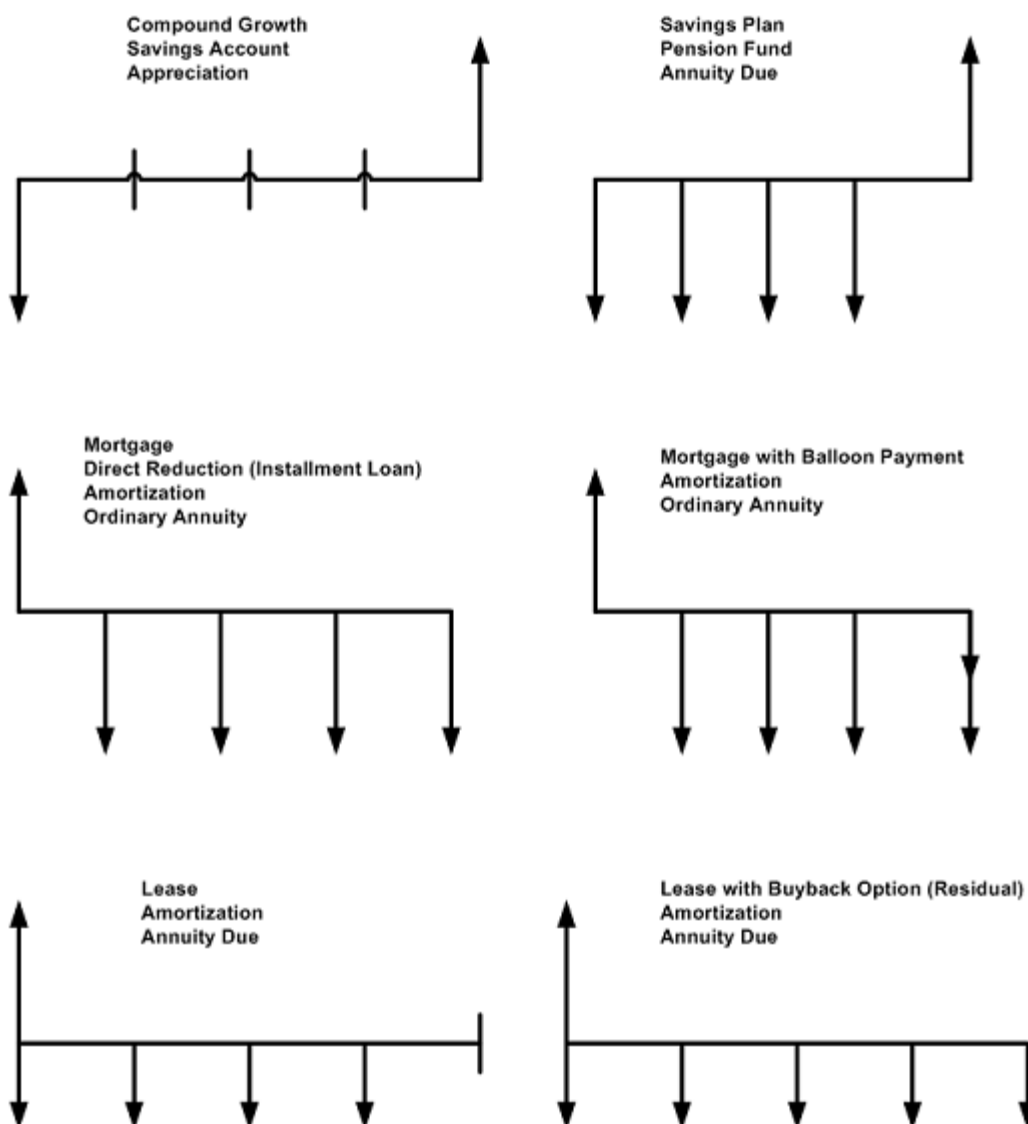 Compound Growth
Savings Account
Appreciation
Savings Plan
Pension Fund
Annuity Due
Mortgage
Direct Reduction (Installment Loan)
Amortization
Ordinary Annuity
Mortgage with Balloon Payment
Amortization
Ordinary Annuity
Lease
Amortization
Annuity Due
Lease with Buyback Option (Residual)
Amortization
Annuity Due